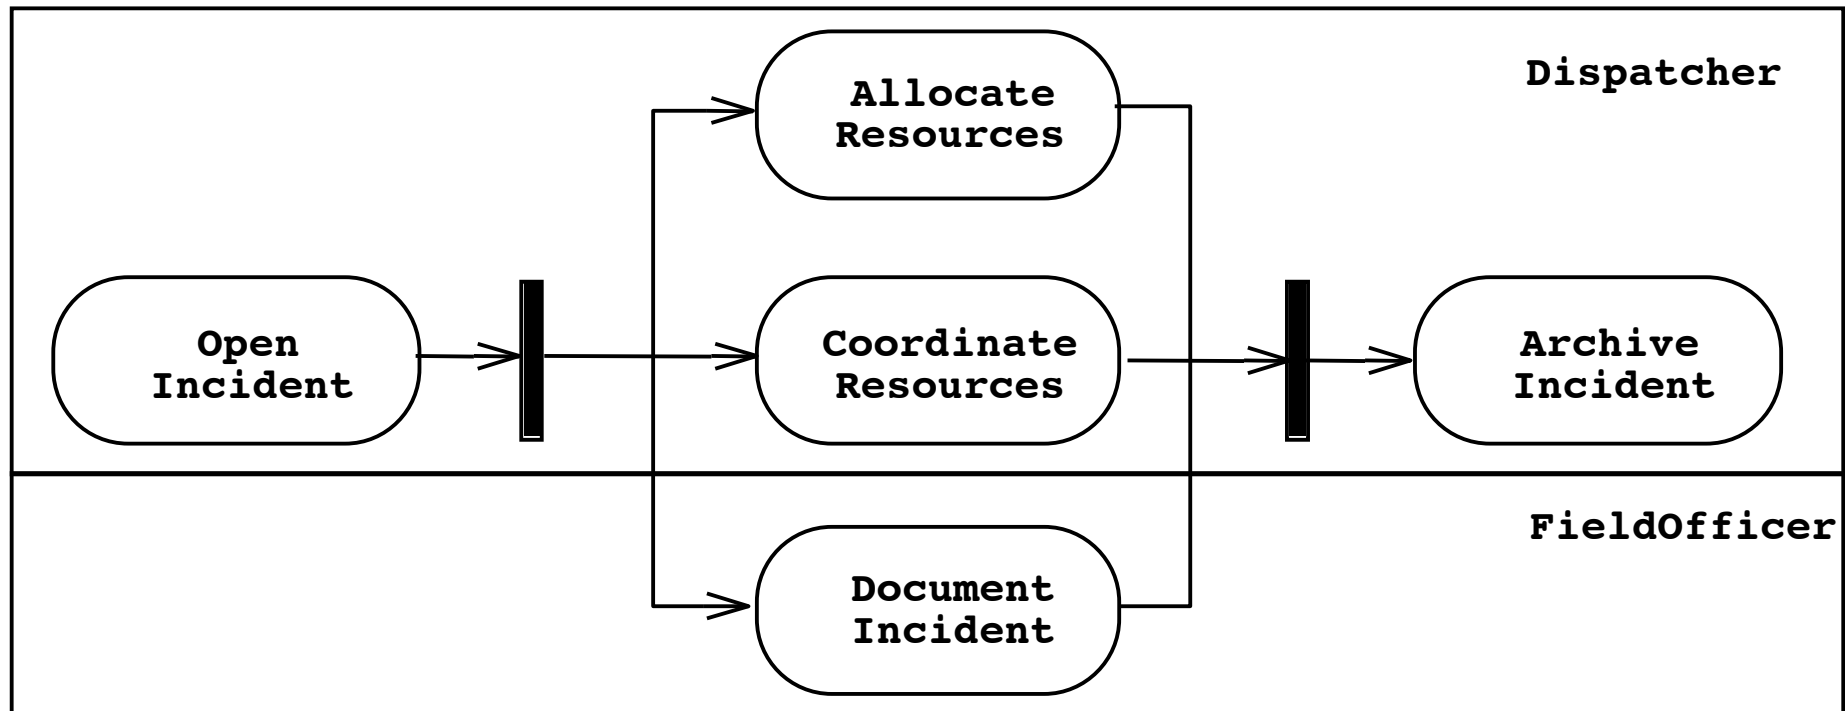 Dispatcher
Allocate
Resources
Open
Incident
Coordinate
Resources
Archive
Incident
FieldOfficer
Document
Incident